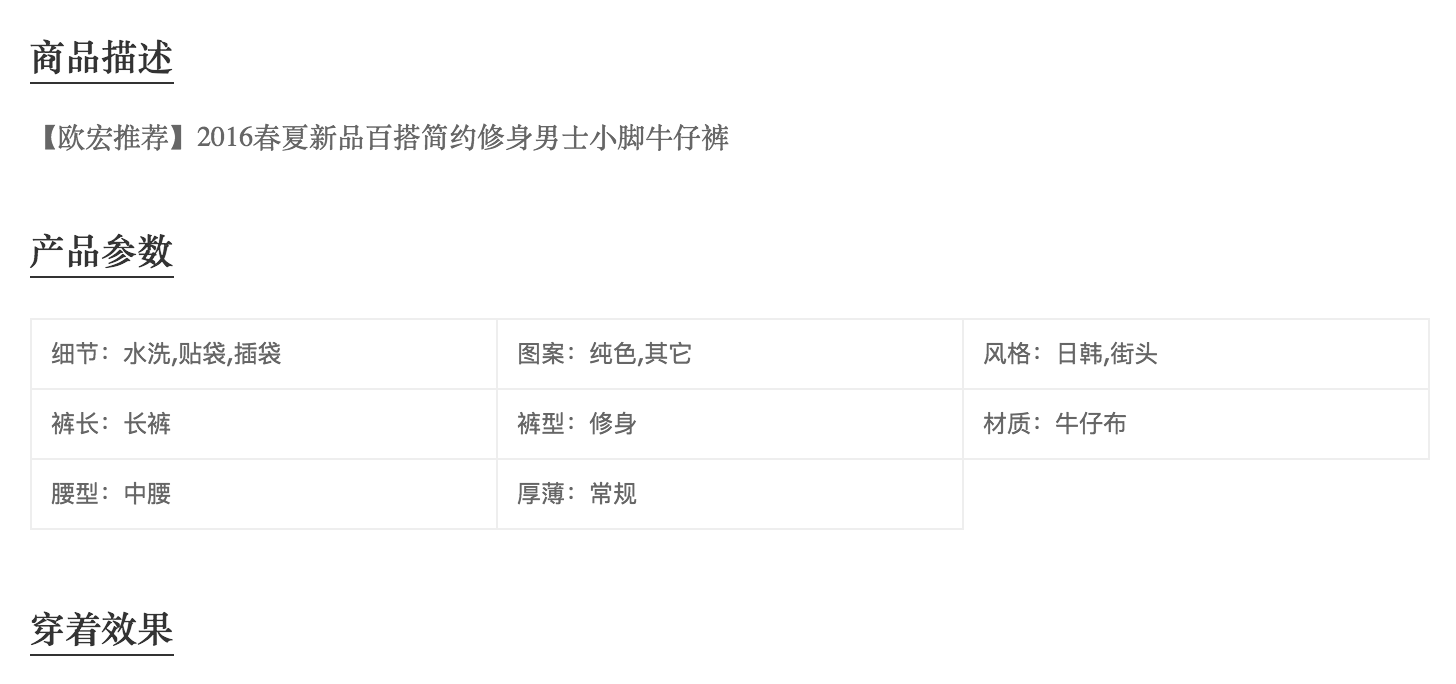 商品描述
【欧宏推荐】2016春夏新品百搭简约修身男士小脚牛仔裤
产品参数
细节：水洗,贴袋,插袋
图案：纯色,其它
风格：日韩,街头
裤长：长裤
裤型：修身
材质：牛仔布
腰型：中腰
厚薄：常规
穿着效果